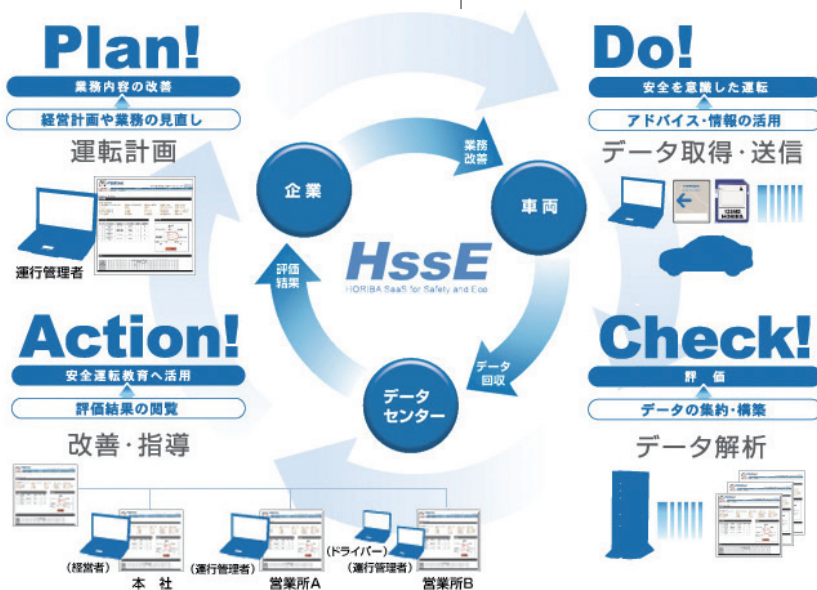 Plan!
業務内容の改善
経営計画や業務の見直し
運転計画
運行管理者
Do!
安全を意識した運転
アドバイス・情報の活用
データ取得・送信
企業
業務
改善
車両
評価
結果
HssE
HORIBA SaaS for Safety and Eco
データ
回収
データ
センター
Action!
安全運転教育へ活用
評価結果の閲覧
改善・指導
(経営者)
本 社
(運行管理者)
営業所A
(ドライバー)
(運行管理者)
営業所B
Check!
評 価
データの集約・構築
データ解析